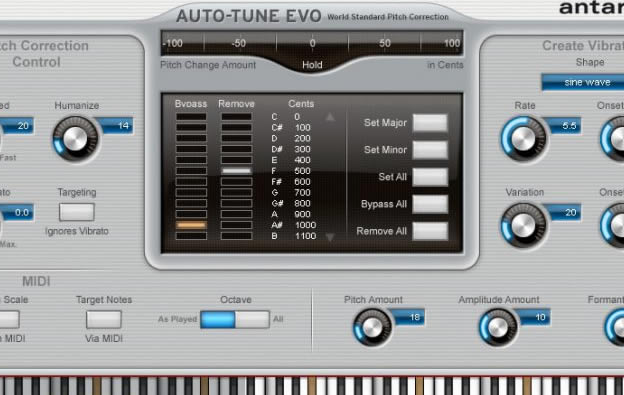 antar
AUTO-TUNE EVO World Standard Pitch Correction
tch Correction
Control
-100 -50 0 50 100
Pitch Change Amount Hold in Cents
Create Vibrat
Shape
sine wave
ed Humanize
20 14
Fast
Bypass Remove Cents
C 0
C# 100
D 200
D# 300
E 400
F 500
F# 600
G 700
G# 800
A 900
A# 1000
B 1100
Set Major
Set Minor
Set All
Bypass All
Remove All
Rate Onset
5.5
ato Targeting
0.0
Max.
Ignores Vibrato
Variation Onset
20
MIDI
Scale Target Notes Octave
As Played All
MIDI Via MIDI
Pitch Amount Amplitude Amount Formant
18 10